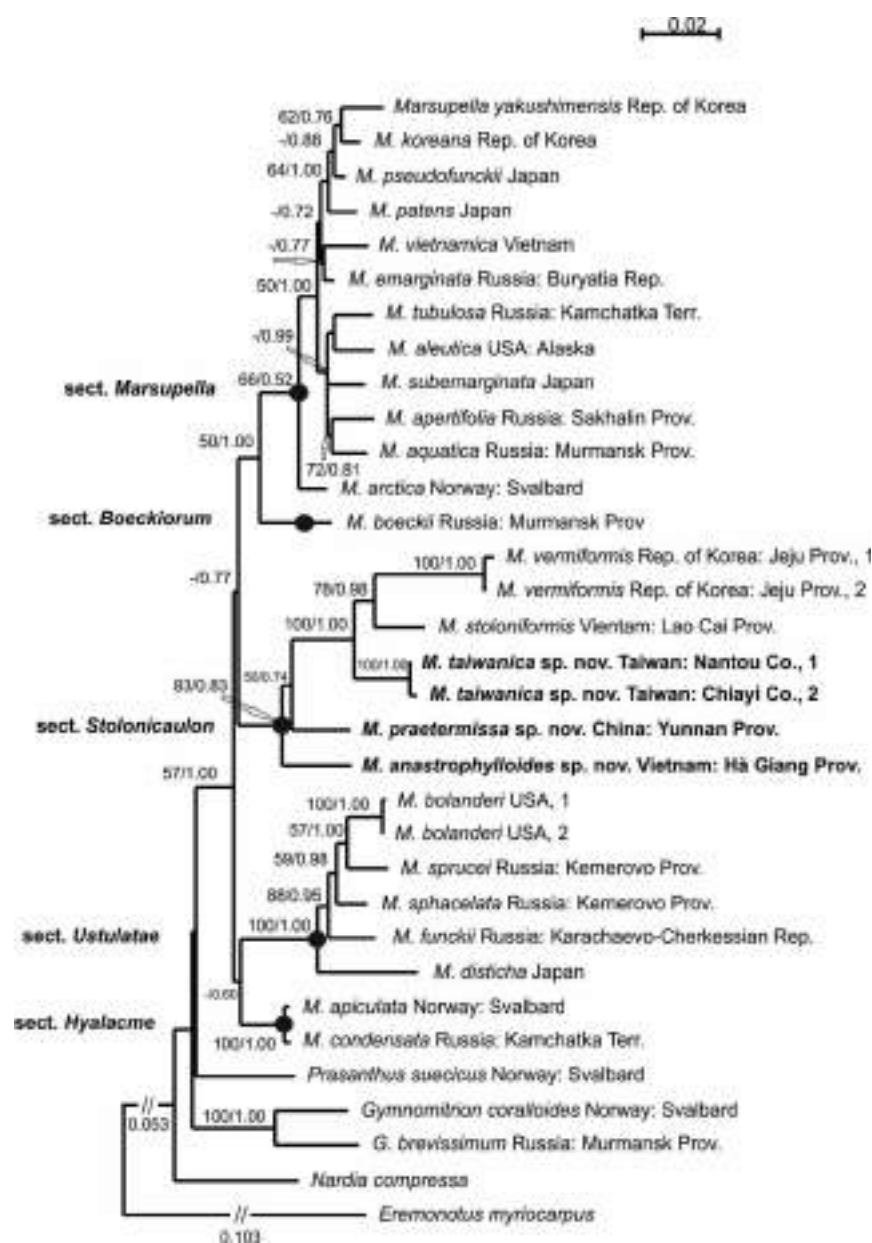 0.02
Marsupella yakushimensis Rep. of Korea
62/0.76
-/0.88
M. koreana Rep. of Korea
64/1.00
M. pseudofunckii Japan
-/0.72
M. patens Japan
-/0.77
M. vietnamica Vietnam
50/1.00
M. emarginata Russia: Buryatia Rep.
M. tubulosa Russia: Kamchatka Terr.
-/0.99
M. aleutica USA: Alaska
sect. Marsupella
66/0.52
M. subemarginata Japan
M. apertifolia Russia: Sakhalin Prov.
50/1.00
M. aquatica Russia: Murmansk Prov.
72/0.81
M. arctica Norway: Svalbard
sect. Boeckiorum
M. boeckii Russia: Murmansk Prov
100/1.00
M. vermiformis Rep. of Korea: Jeju Prov., 1
-/0.77
78/0.98
M. vermiformis Rep. of Korea: Jeju Prov., 2
100/1.00
M. stoloniformis Vientam: Lao Cai Prov.
100/1.00
M. taiwanica sp. nov. Taiwan: Nantou Co., 1
93/0.83
M. taiwanica sp. nov. Taiwan: Chiayi Co., 2
sect. Stolonicaulon
M. praetermissa sp. nov. China: Yunnan Prov.
57/1.00
M. anastrophylloides sp. nov. Vietnam: Hà Giang Prov.
100/1.00
M. bolanderi USA, 1
57/1.00
M. bolanderi USA, 2
59/0.98
M. sprucei Russia: Kemerovo Prov.
88/0.95
M. sphacelata Russia: Kemerovo Prov.
sect. Ustulatae
100/1.00
M. funckii Russia: Karachaevo-Cherkessian Rep.
M. disticha Japan
-/0.60
M. apiculata Norway: Svalbard
sect. Hyalacme
100/1.00
M. condensata Russia: Kamchatka Terr.
Prasanthus suecicus Norway: Svalbard
//
0.053
100/1.00
Gymnomitrion coralloides Norway: Svalbard
G. brevissimum Russia: Murmansk Prov.
Nardia compressa
//
0.103
Eremonotus myriocarpus